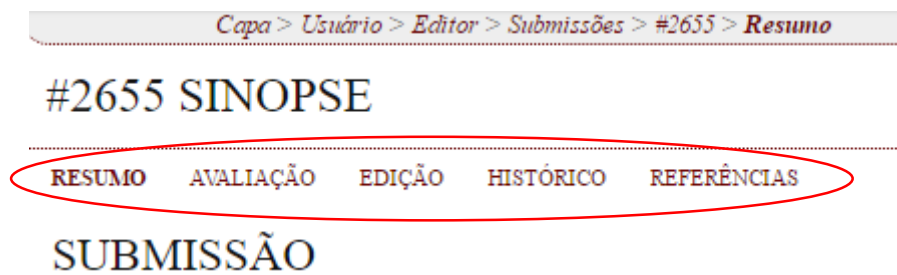 Capa > Usuário > Editor > Submissões > #2655 > Resumo
#2655 SINOPSE
RESUMO AVALIAÇÃO EDIÇÃO HISTÓRICO REFERÊNCIAS
SUBMISSÃO